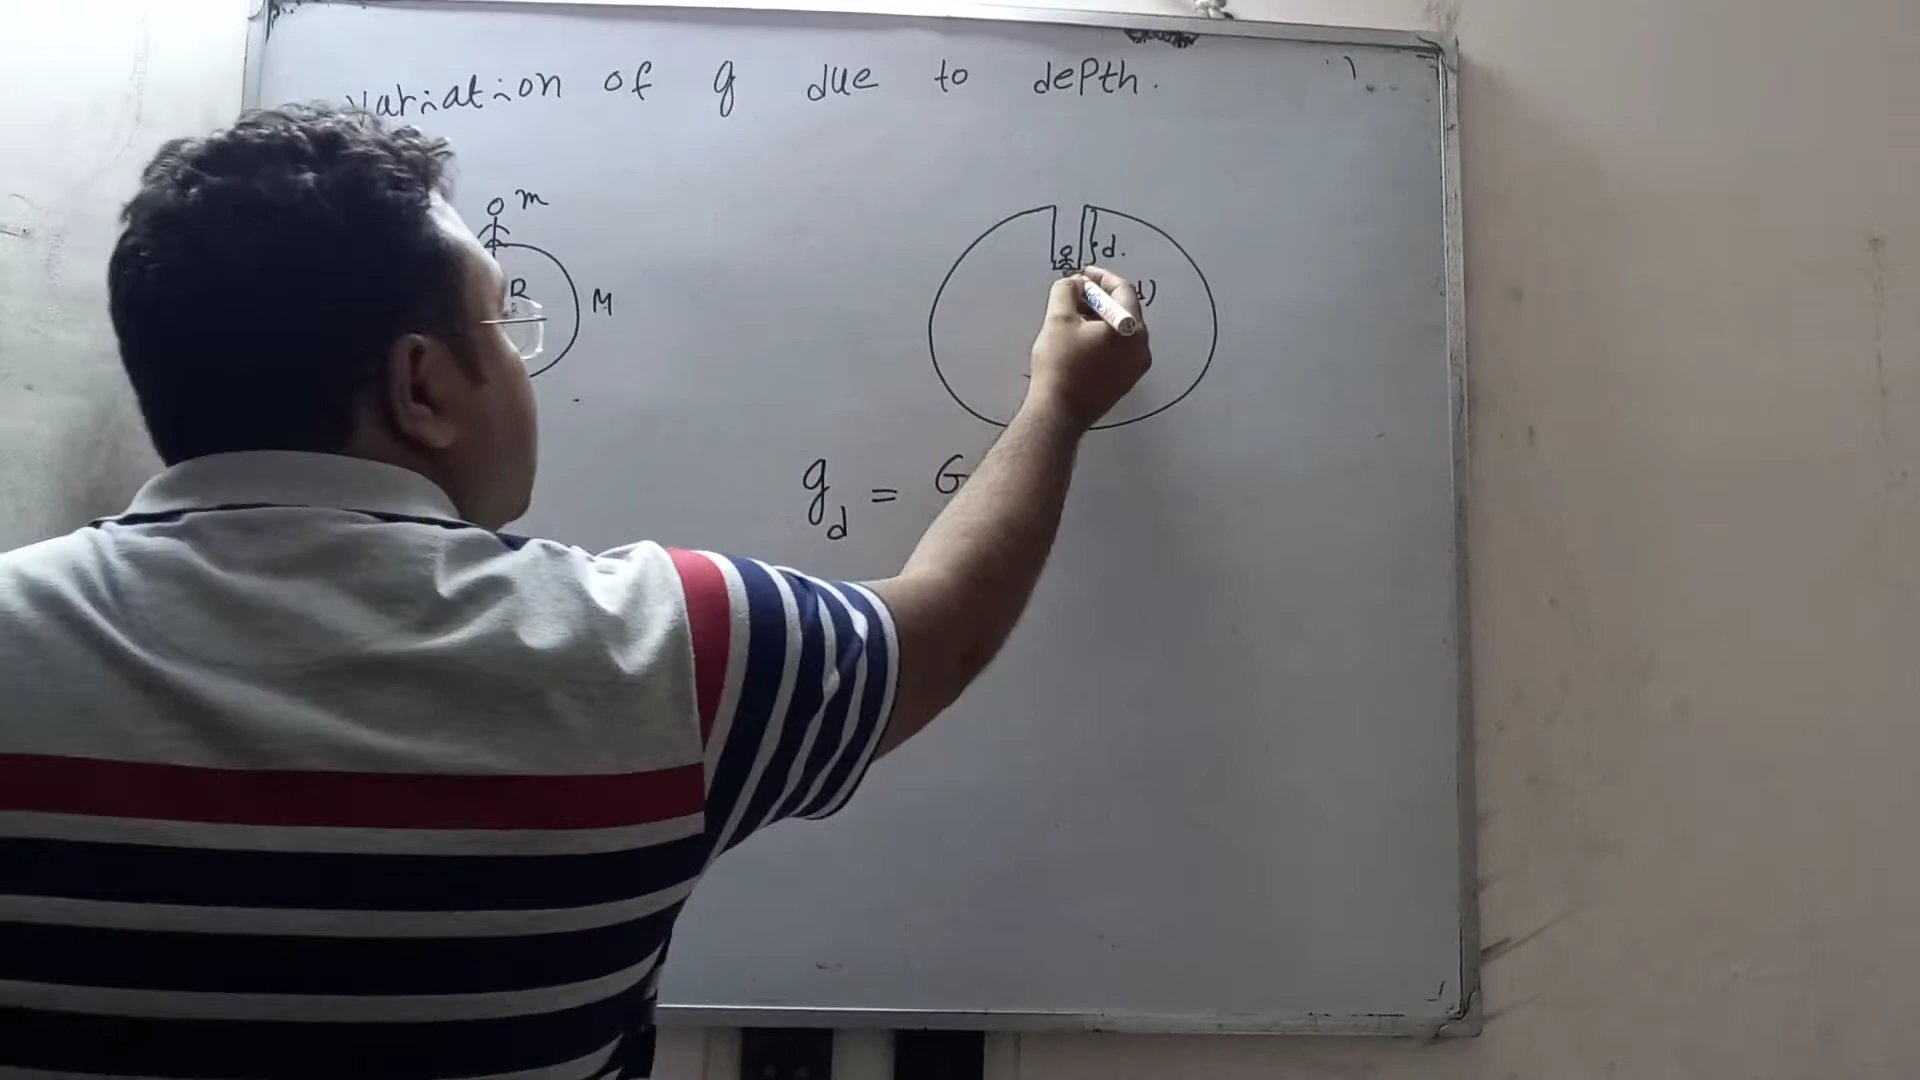 variation of g due to depth.
m
R
M
d.
d)
g_d = G